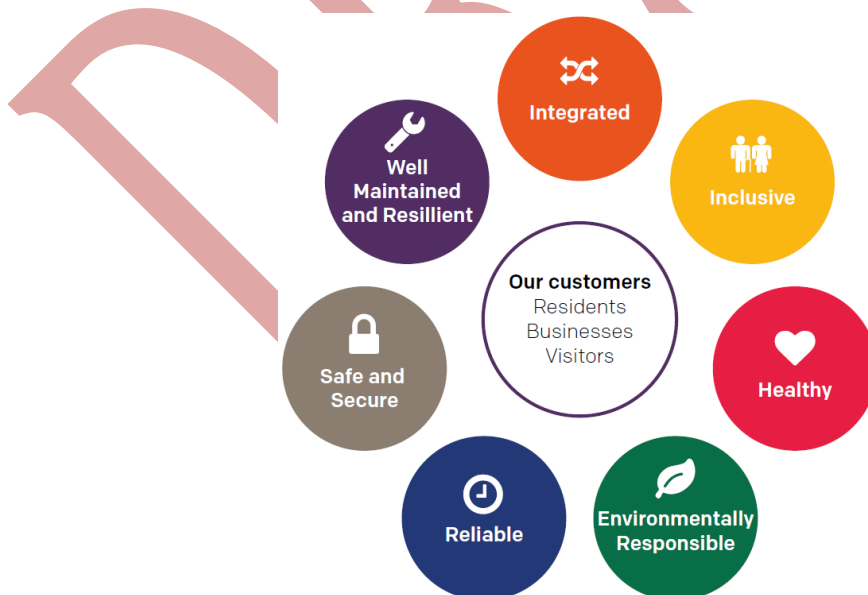 Integrated
Inclusive
Healthy
Environmentally
Responsible
Reliable
Safe and
Secure
Well
Maintained
and Resillient
Our customers
Residents
Businesses
Visitors